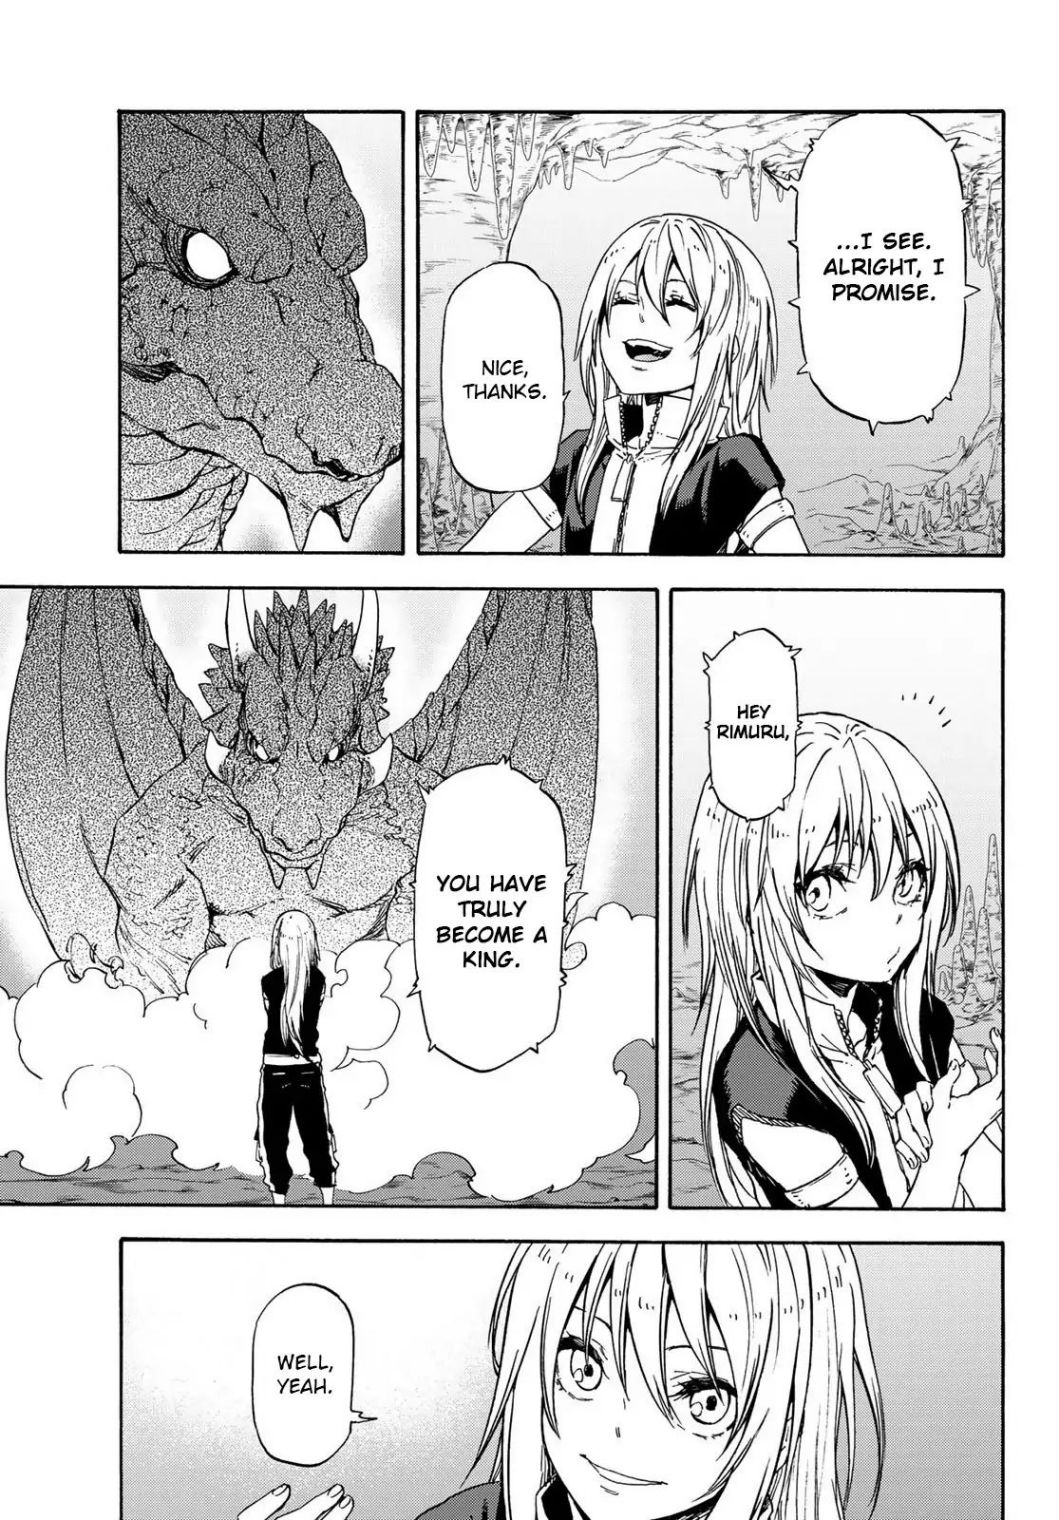 ...I SEE.
ALRIGHT, I
PROMISE.
NICE,
THANKS.
HEY
RIMURU,
YOU HAVE
TRULY
BECOME A
KING.
WELL,
YEAH.